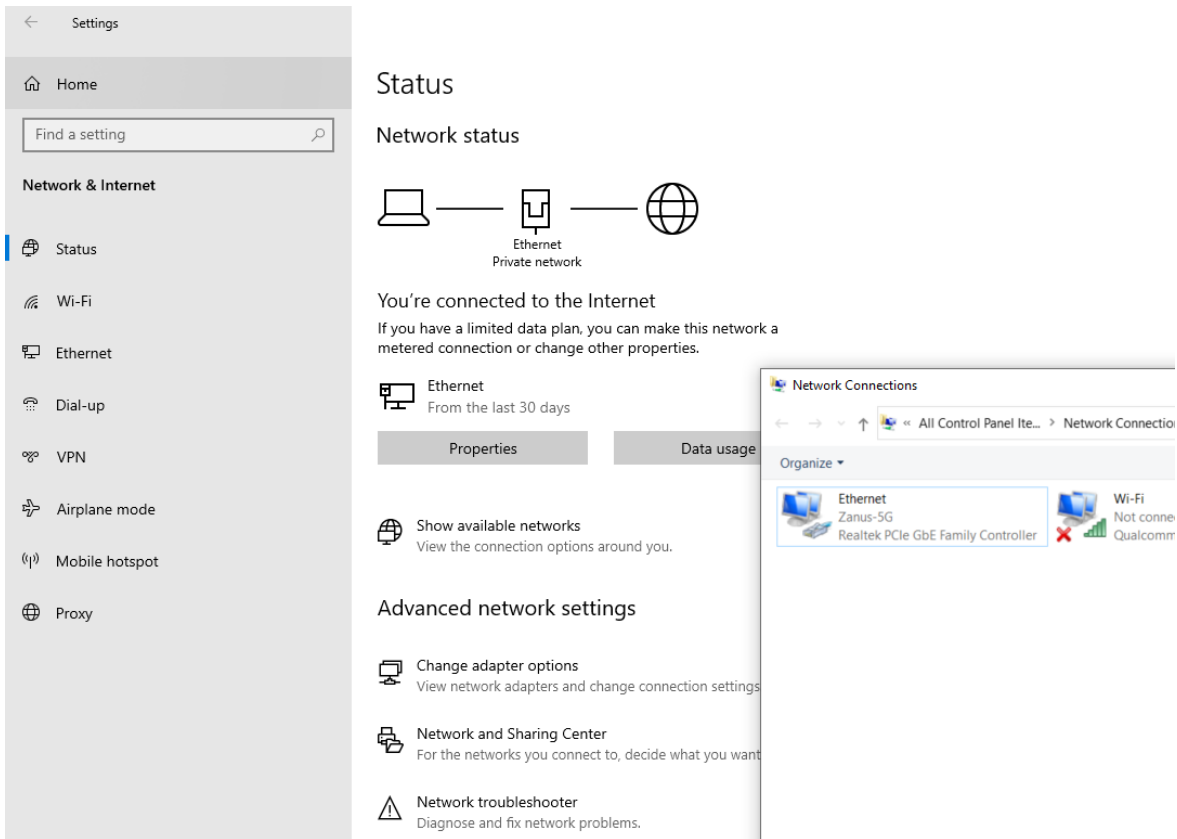 Settings
Home
Find a setting
Network & Internet
Status
Wi-Fi
Ethernet
Dial-up
VPN
Airplane mode
Mobile hotspot
Proxy
Status
Network status
Ethernet
Private network
You're connected to the Internet
If you have a limited data plan, you can make this network a
metered connection or change other properties.
Ethernet
From the last 30 days
Properties
Data usage
Show available networks
View the connection options around you.
Advanced network settings
Change adapter options
View network adapters and change connection settings
Network and Sharing Center
For the networks you connect to, decide what you want
Network troubleshooter
Diagnose and fix network problems.
Network Connections
« All Control Panel Ite... > Network Connectio
Organize
Ethernet
Zanus-5G
Realtek PCIe GbE Family Controller
Wi-Fi
Not conne
Qualcomm